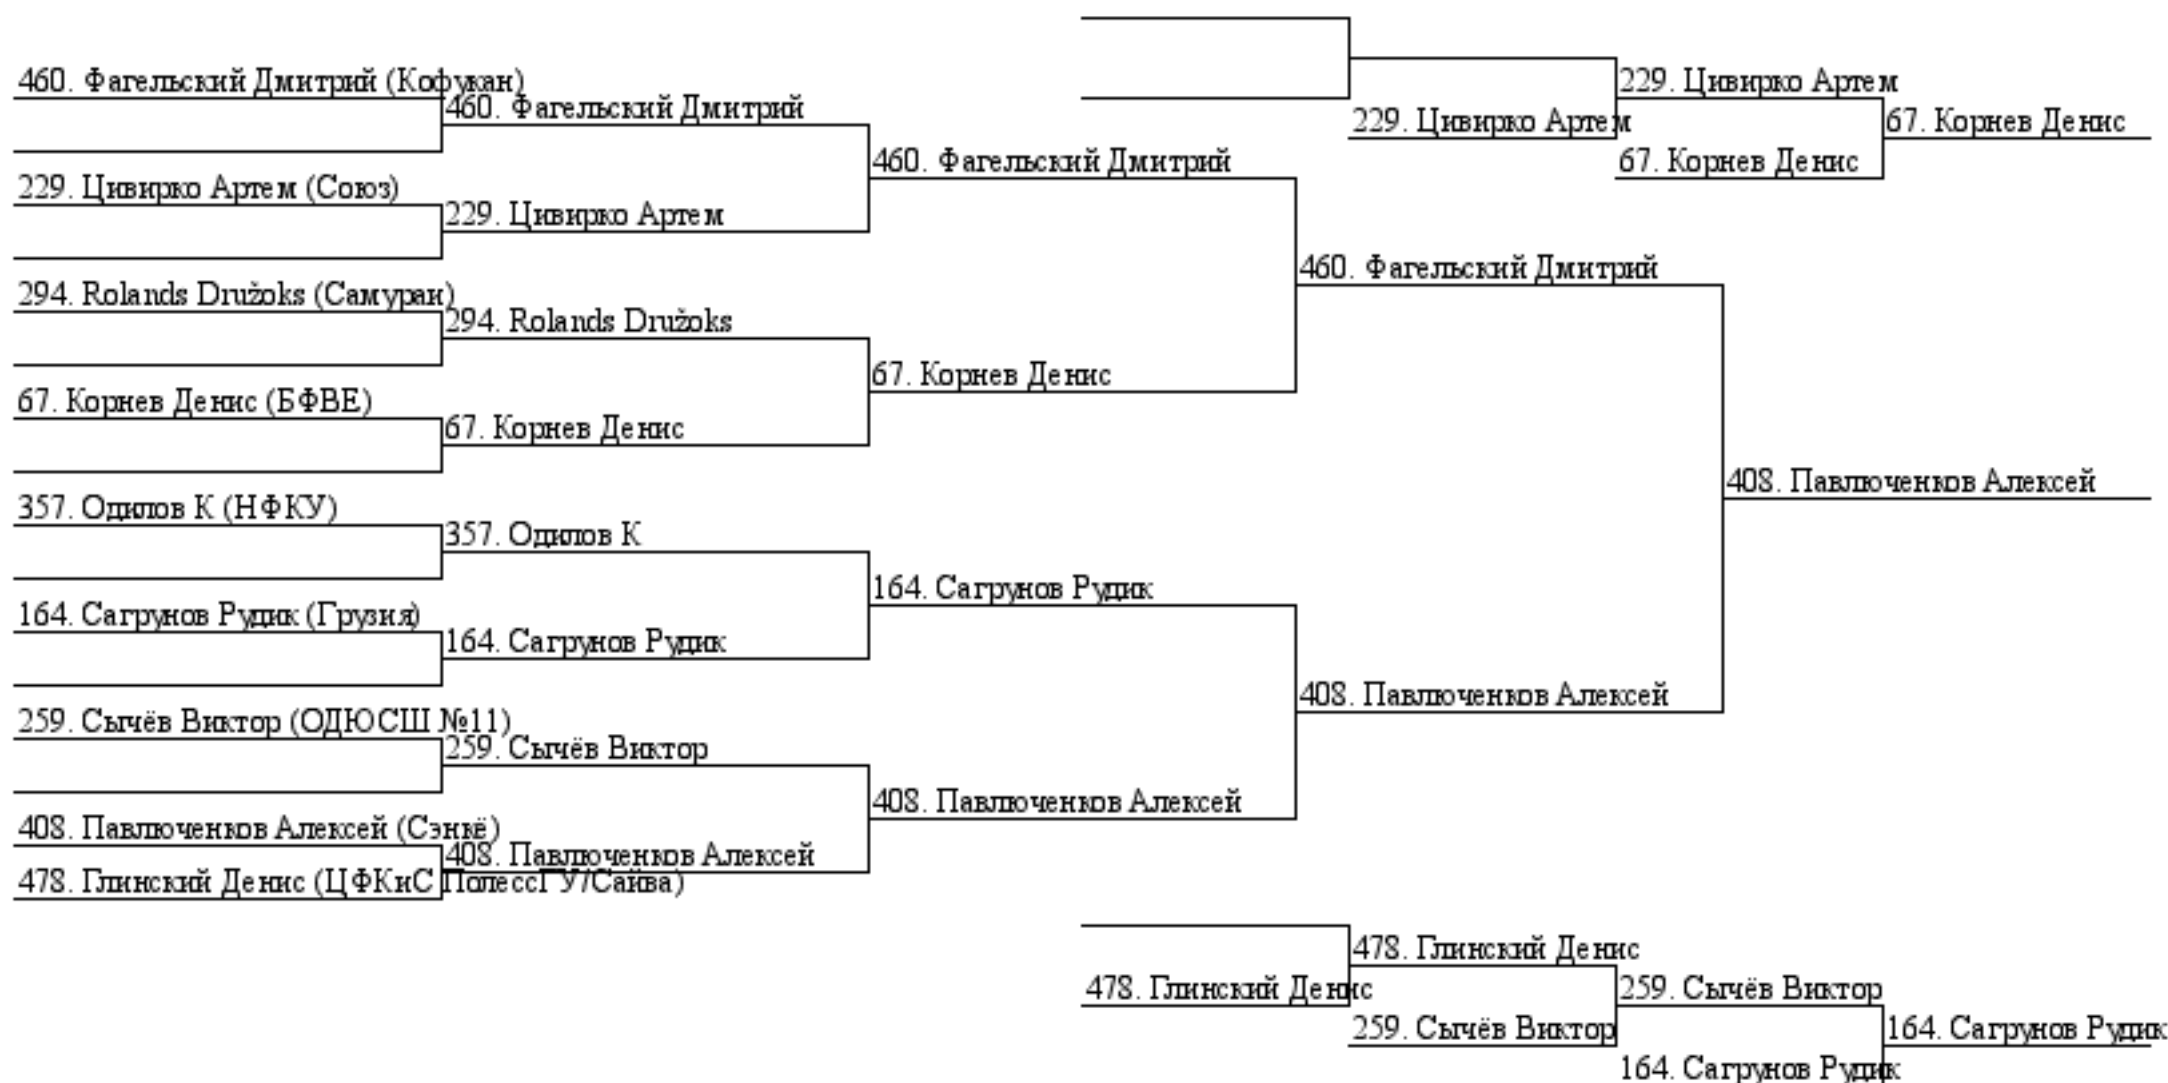 460. Фагельский Дмитрий (Кофукан)
229. Цивирко Артем (Союз)
294. Rolands Družoks (Самураи)
67. Корнев Денис (БФВЕ)
357. Одилов К (НФКУ)
164. Сагрунов Рудик (Грузия)
259. Сычёв Виктор (ОДЮСШ №11)
408. Павлюченков Алексей (Сэнкё)
478. Глинский Денис (ЦФКиС ПолессГУ/Сайва)
460. Фагельский Дмитрий
229. Цивирко Артем
294. Rolands Družoks
67. Корнев Денис
357. Одилов К
164. Сагрунов Рудик
259. Сычёв Виктор
408. Павлюченков Алексей
460. Фагельский Дмитрий
67. Корнев Денис
164. Сагрунов Рудик
408. Павлюченков Алексей
460. Фагельский Дмитрий
408. Павлюченков Алексей
408. Павлюченков Алексей
229. Цивирко Артем
229. Цивирко Артем
67. Корнев Денис
67. Корнев Денис
478. Глинский Денис
478. Глинский Денис
259. Сычёв Виктор
259. Сычёв Виктор
164. Сагрунов Рудик
164. Сагрунов Рудик